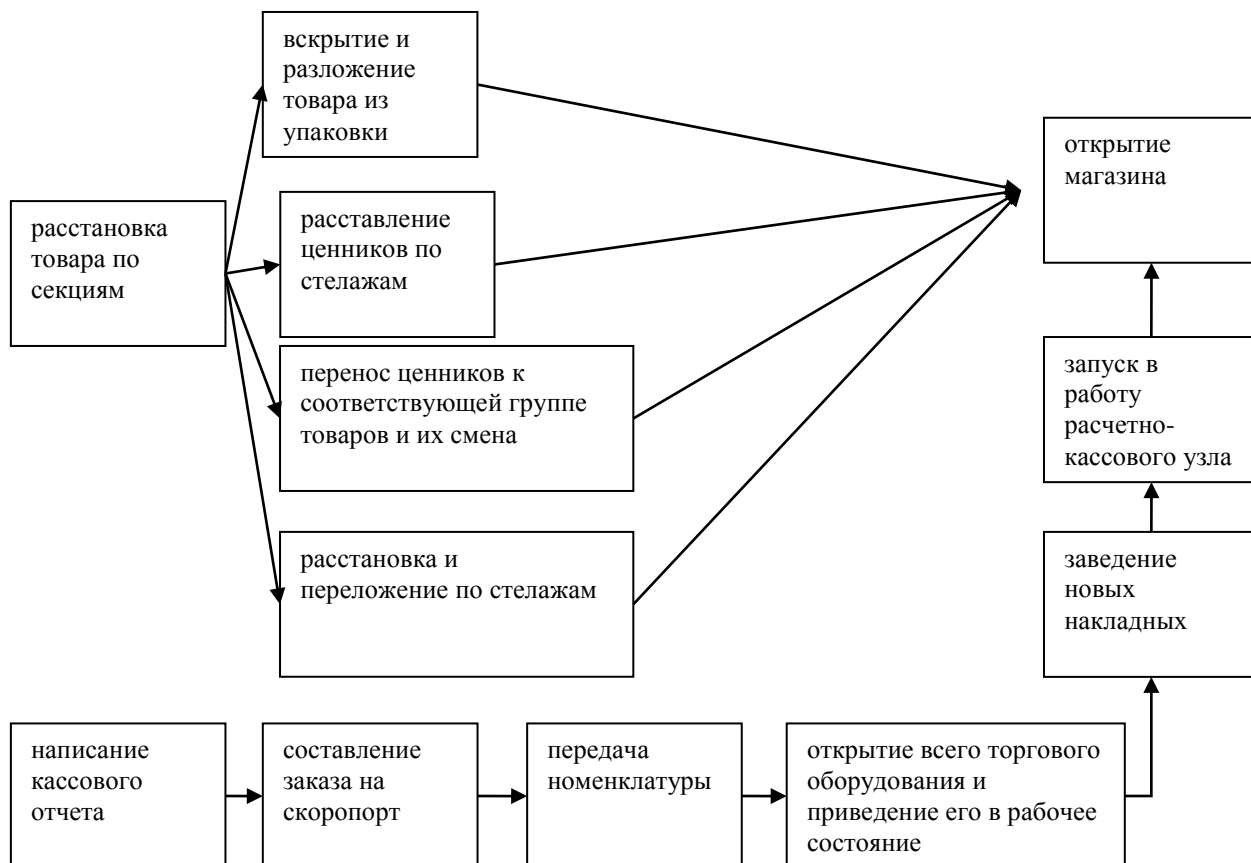 вскрытие и
разложение
товара из
упаковки
открытие
магазина
расстановка
товара по
секциям
расставление
ценников по
стелажам
перенос ценников к
соответствующей группе
товаров и их смена
запуск в
работу
расчетно-
кассового узла
расстановка и
переложение по стелажам
заведение
новых
накладных
написание
кассового
отчета
составление
заказа на
скоропорт
передача
номенклатуры
открытие всего торгового
оборудования и
приведение его в рабочее
состояние